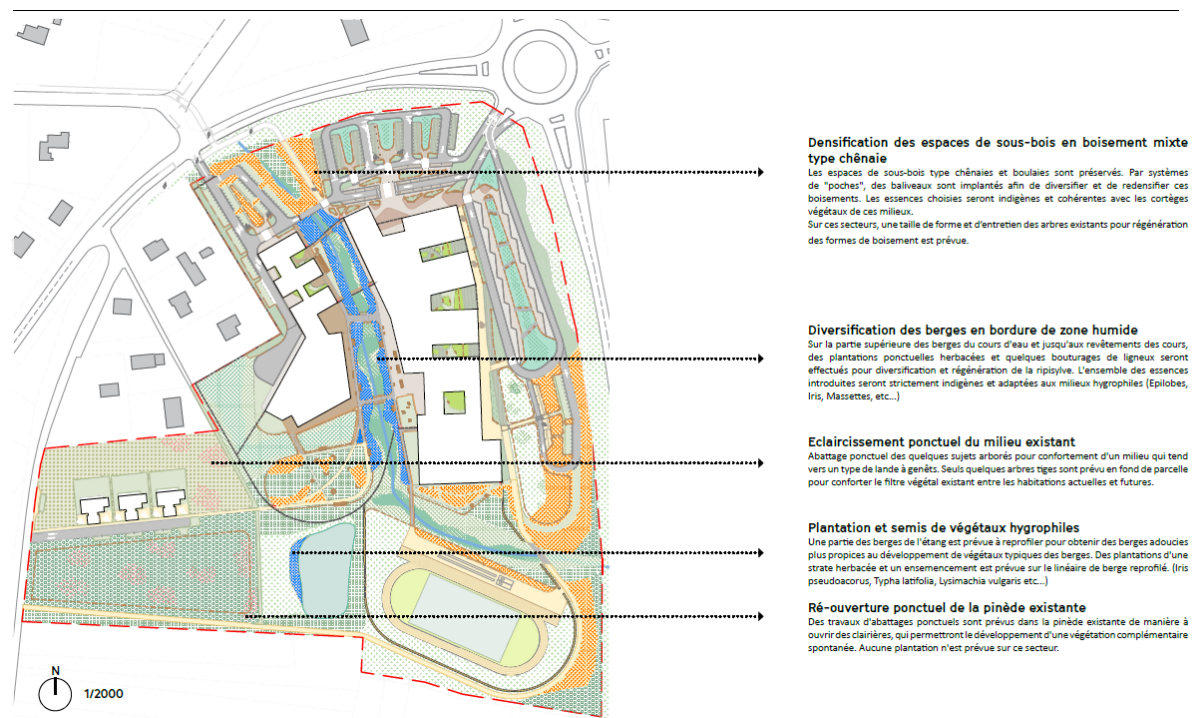 Densification des espaces de sous-bois en boisement mixte
type chênaie
Les espaces de sous-bois type chênaies et boulaies sont préservés. Par systèmes
de "poches", des baliveaux sont implantés afin de diversifier et de redensifier ces
boisements. Les essences choisies seront indigènes et cohérentes avec les cortèges
végétaux de ces milieux.
Sur ces secteurs, une taille de forme et d'entretien des arbres existants pour régénération
des formes de boisement est prévue.
Diversification des berges en bordure de zone humide
Sur la partie supérieure des berges du cours d'eau et jusqu'aux revêtements des cours,
des plantations ponctuelles herbacées et quelques bouturages de ligneux seront
effectués pour diversification et régénération de la ripisylve. L'ensemble des essences
introduites seront strictement indigènes et adaptées aux milieux hygrophiles (Epilobes,
Iris, Massettes, etc...)
Eclaircissement ponctuel du milieu existant
Abattage ponctuel des quelques sujets arborés pour confortement d'un milieu qui tend
vers un type de lande à genêts. Seuls quelques arbres tiges sont prévu en fond de parcelle
pour conforter le filtre végétal existant entre les habitations actuelles et futures.
Plantation et semis de végétaux hygrophiles
Une partie des berges de l'étang est prévue à reprofiler pour obtenir des berges adoucies
plus propices au développement de végétaux typiques des berges. Des plantations d'une
strate herbacée et un ensemencement est prévue sur le linéaire de berge reprofilé. (Iris
pseudoacorus, Typha latifolia, Lysimachia vulgaris etc...)
Ré-ouverture ponctuel de la pinède existante
Des travaux d'abattages ponctuels sont prévus dans la pinède existante de manière à
ouvrir des clairières, qui permettront le développement d'une végétation complémentaire
spontanée. Aucune plantation n'est prévue sur ce secteur.
N
1/2000